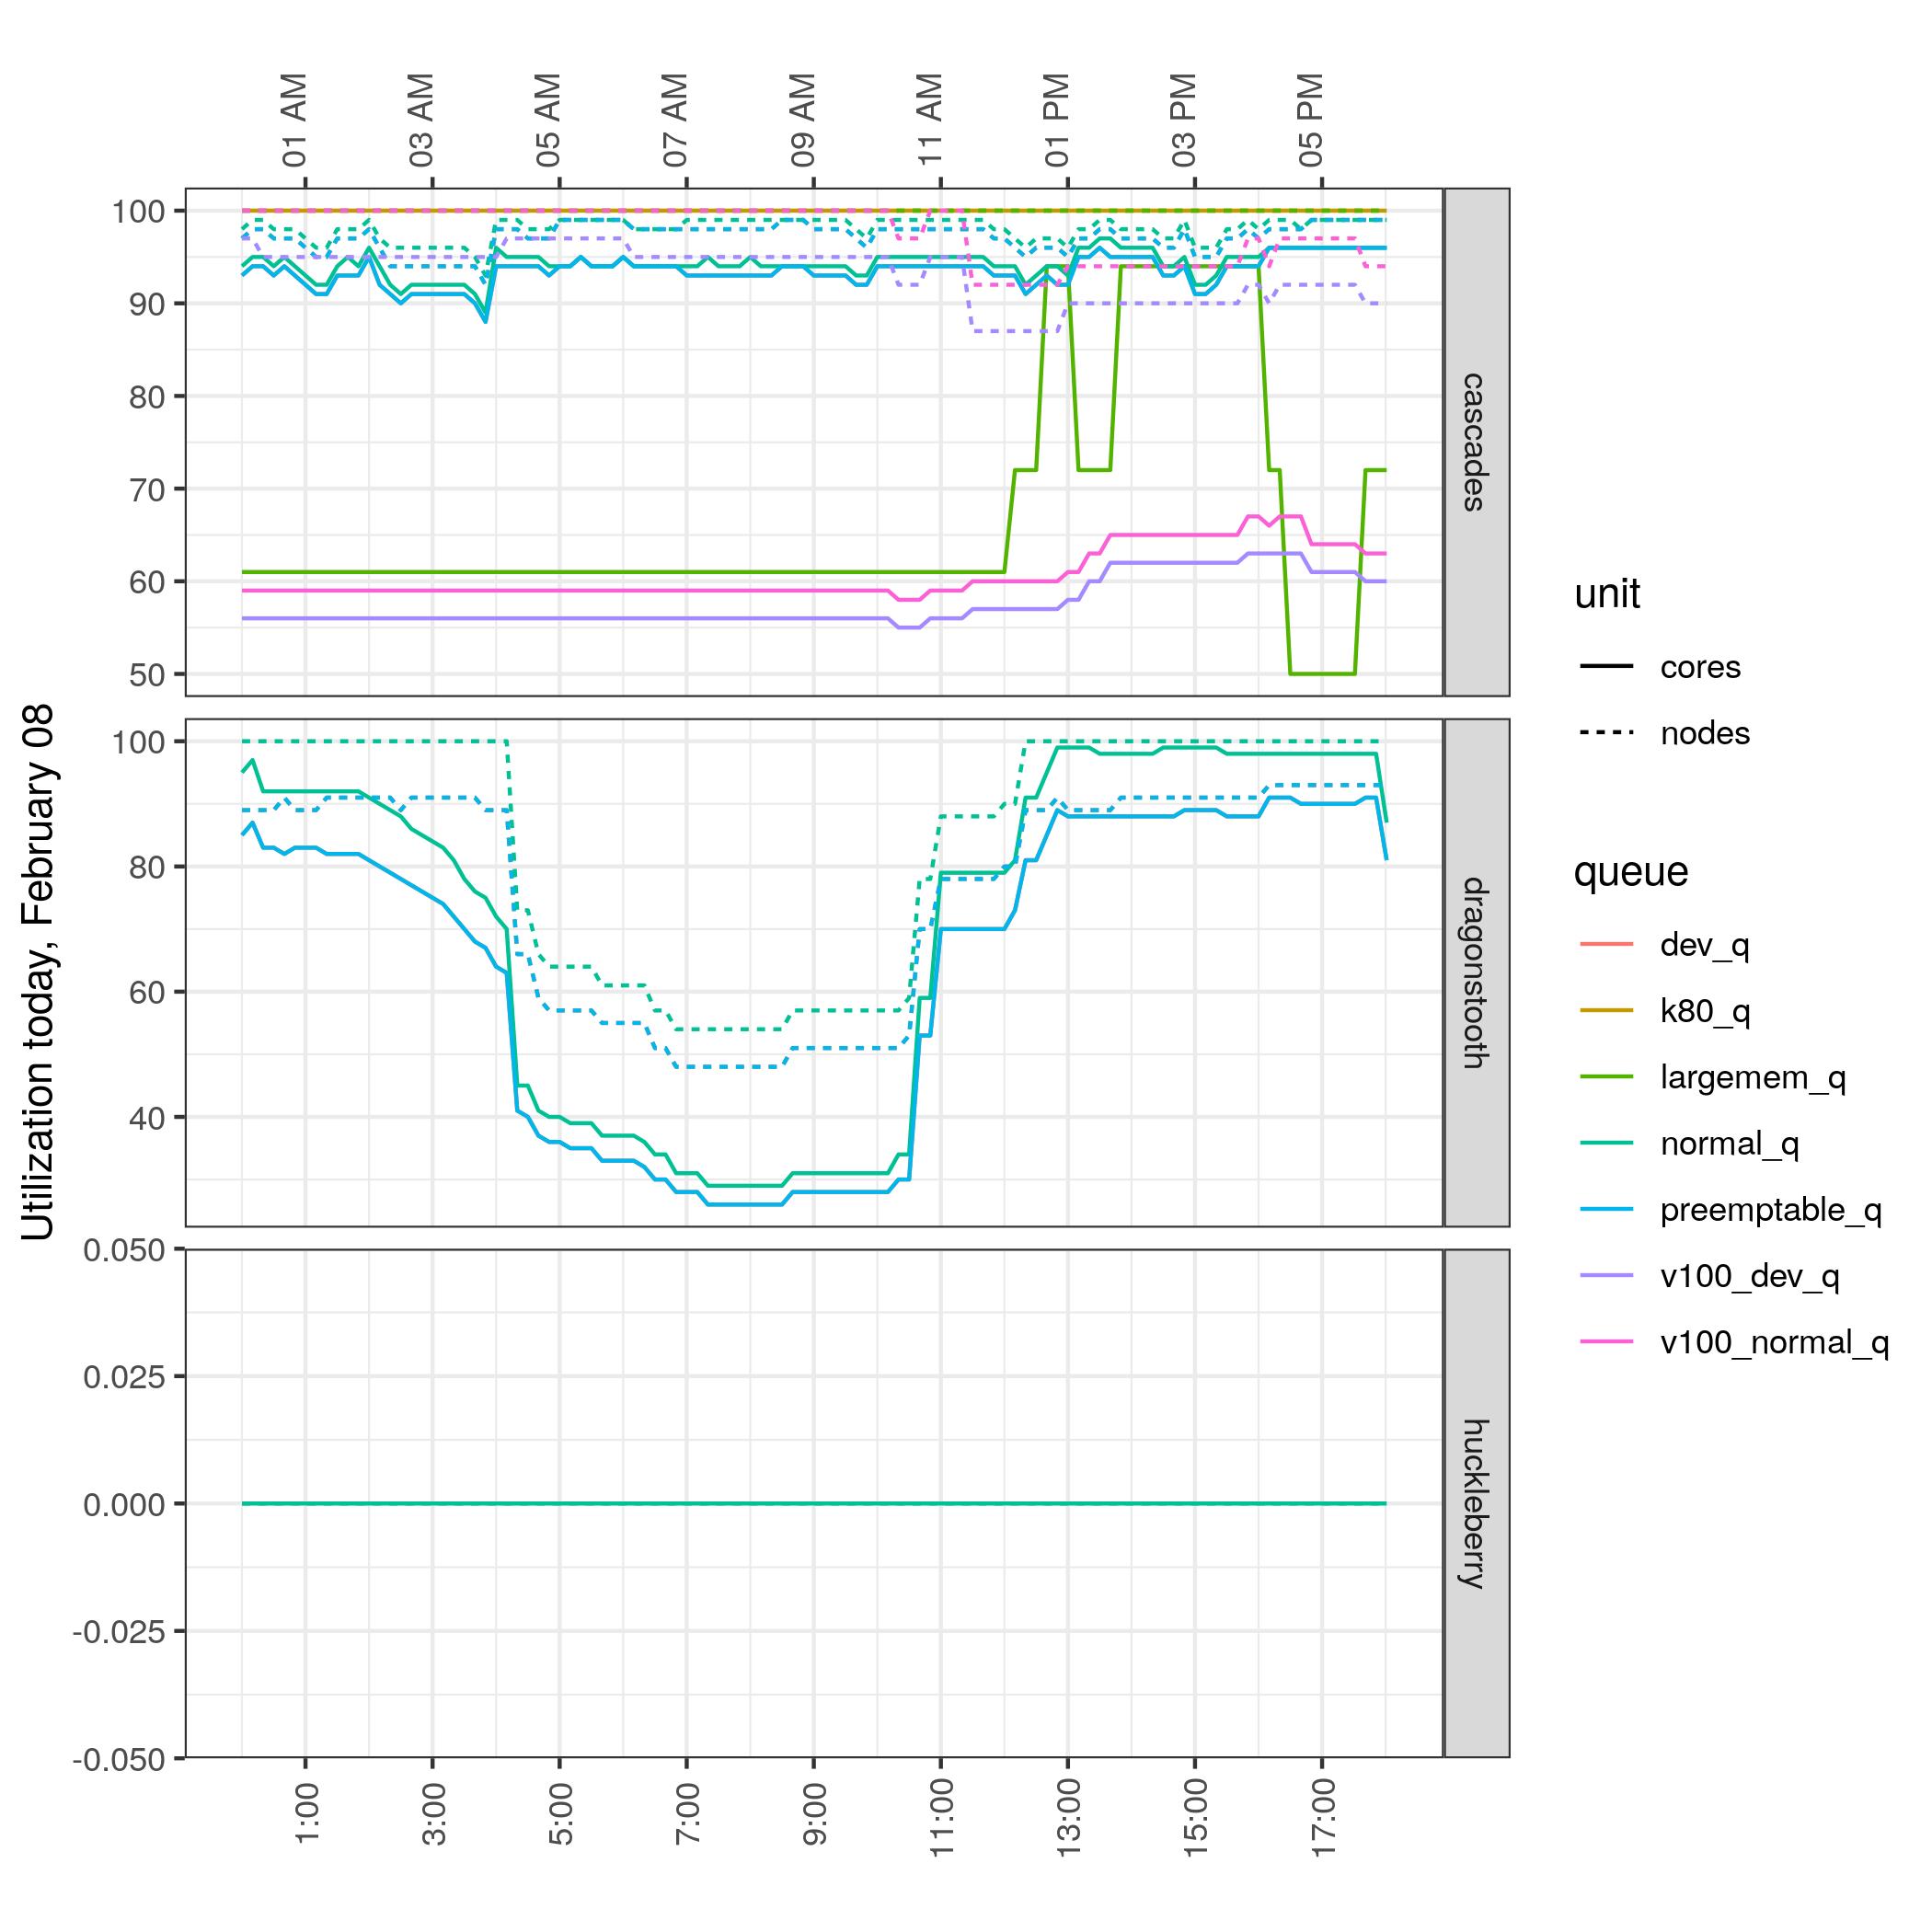 01 AM
03 AM
05 AM
07 AM
09 AM
11 AM
01 PM
03 PM
05 PM
Utilization today, February 08
100
90
80
70
60
50
cascades
100
80
60
40
dragonstooth
0.050
0.025
0.000
-0.025
-0.050
huckleberry
1:00
3:00
5:00
7:00
9:00
11:00
13:00
15:00
17:00
unit
cores
nodes
queue
dev_q
k80_q
largemem_q
normal_q
preemptable_q
v100_dev_q
v100_normal_q